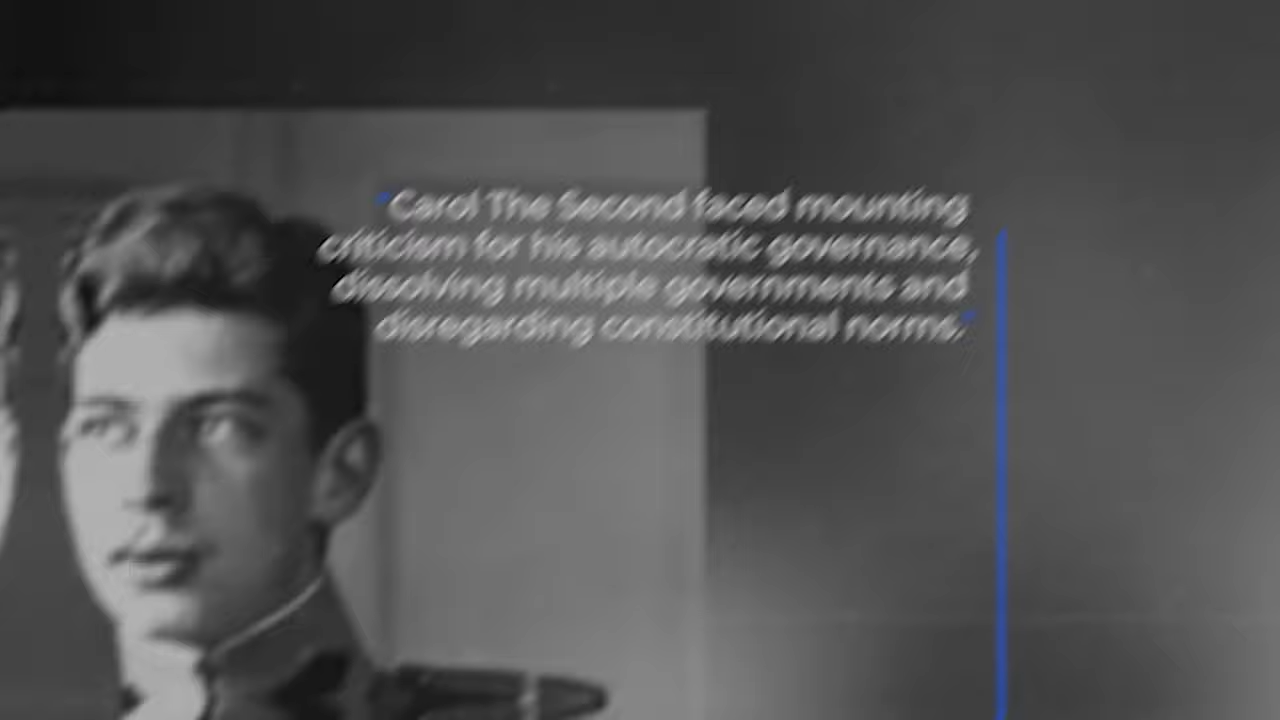 "Carol The Second faced mounting
criticism for his autocratic governance,
dissolving multiple governments and
disregarding constitutional norms."